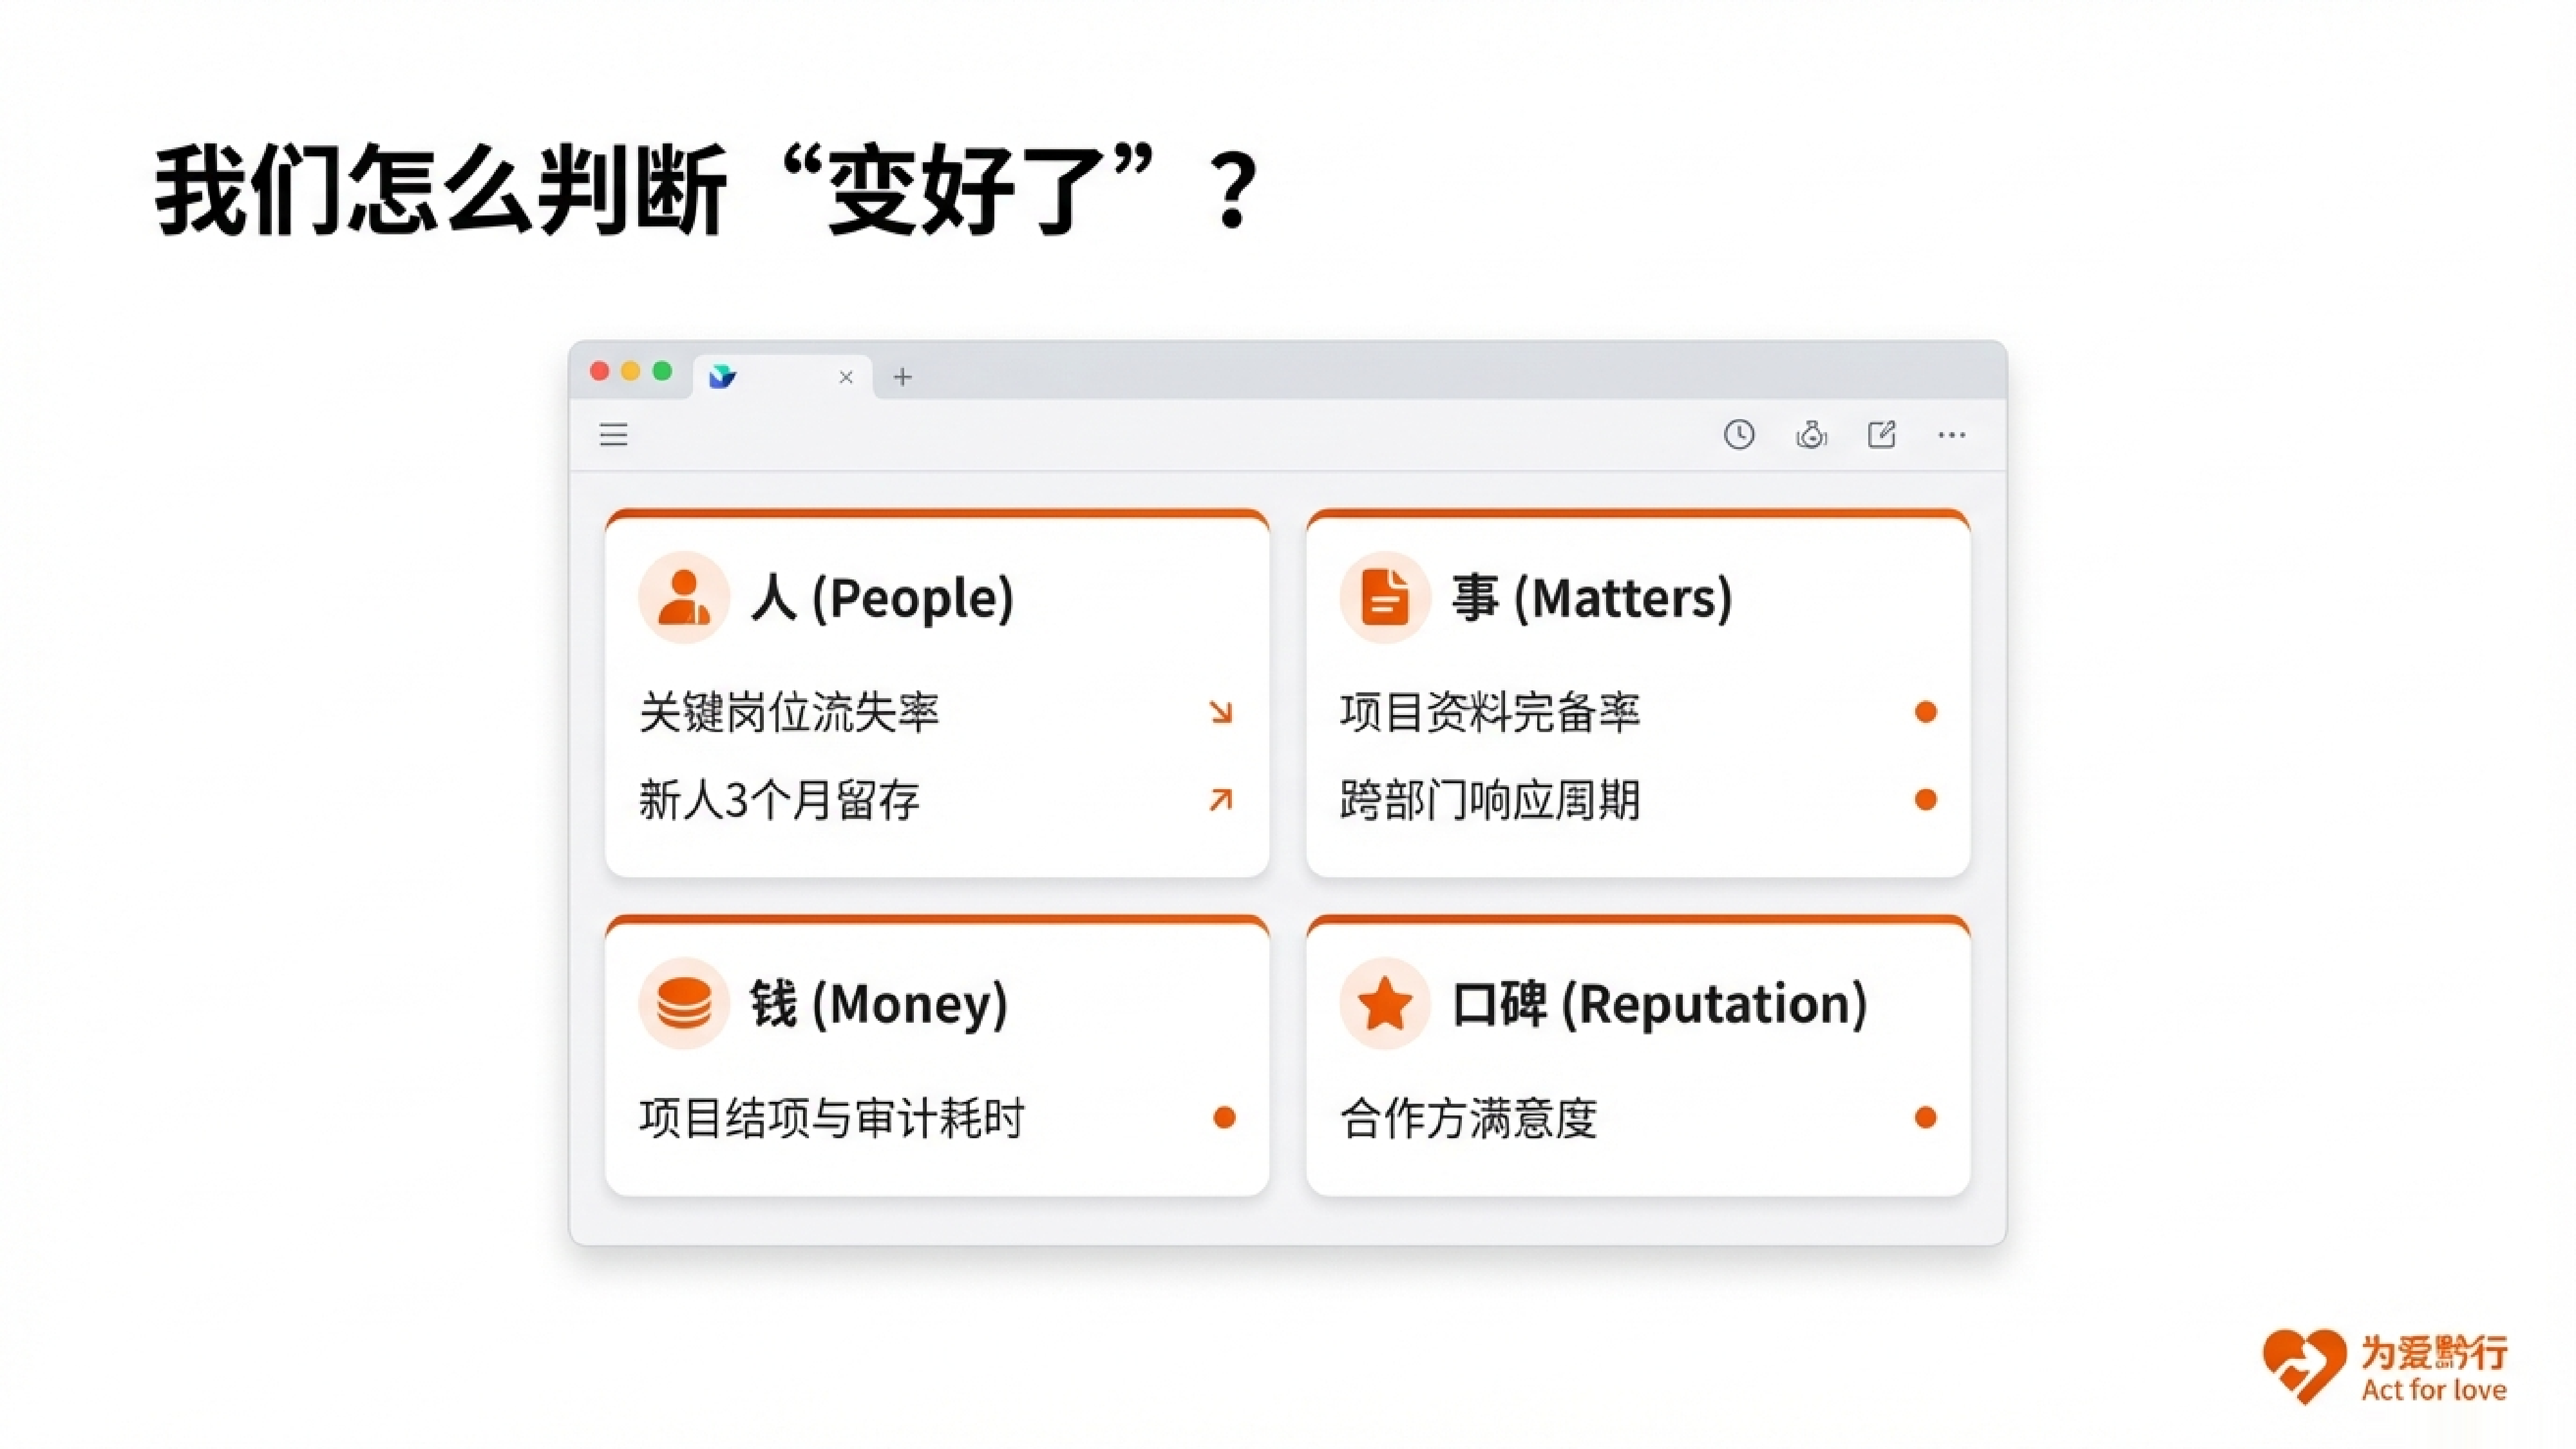 我们怎么判断“变好了”？
人 (People)
关键岗位流失率
新人3个月留存
事 (Matters)
项目资料完备率
跨部门响应周期
钱 (Money)
项目结项与审计耗时
口碑 (Reputation)
合作方满意度
为爱黔行
Act for love